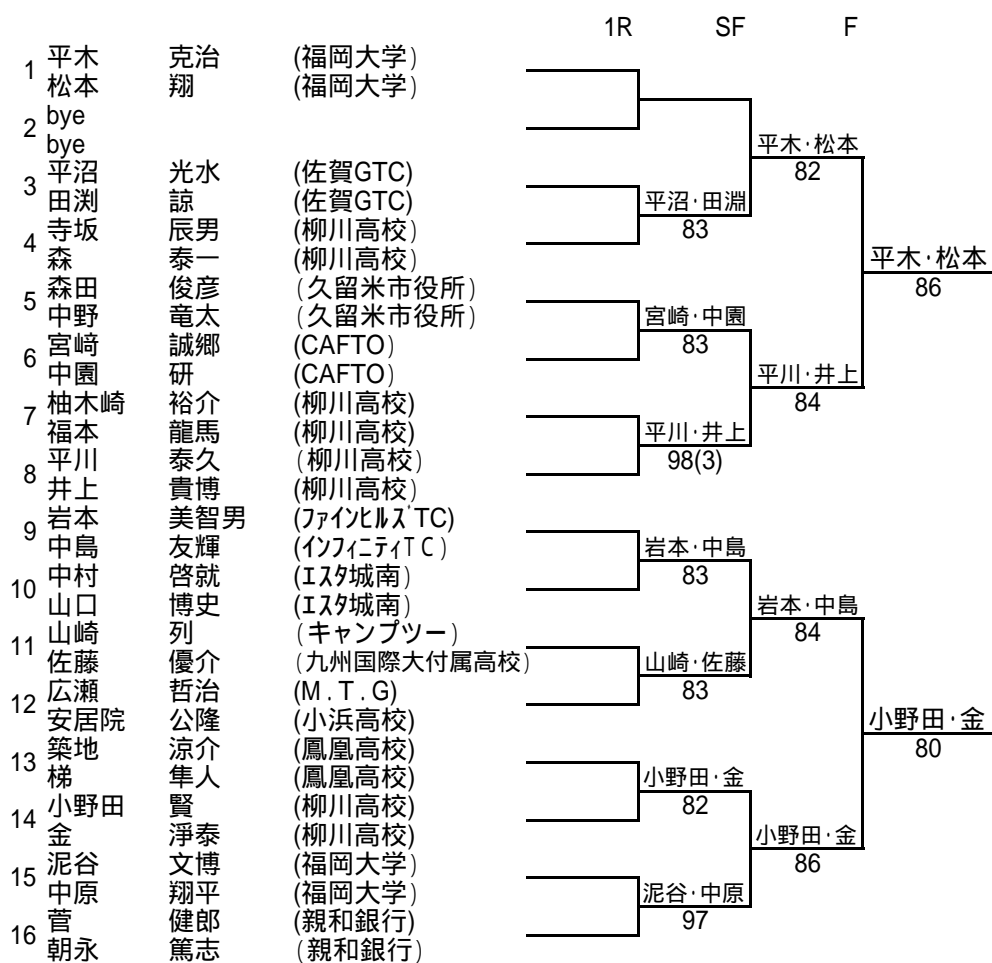 1R SF F
1 平木 克治 (福岡大学)
松本 翔 (福岡大学)
2 bye
bye
平木・松本
82
3 平沼 光水 (佐賀GTC)
田渕 諒 (佐賀GTC)
平沼・田淵
83
4 寺坂 辰男 (柳川高校)
森 泰一 (柳川高校)
平木・松本
86
5 森田 俊彦 (久留米市役所)
中野 竜太 (久留米市役所)
宮崎・中園
83
6 宮﨑 誠郷 (CAFTO)
中園 研 (CAFTO)
平川・井上
84
7 柚木崎 裕介 (柳川高校)
福本 龍馬 (柳川高校)
平川・井上
98(3)
8 平川 泰久 (柳川高校)
井上 貴博 (柳川高校)
9 岩本 美智男 (ファインヒルズTC)
中島 友輝 (インフィニティTC)
岩本・中島
83
10 中村 啓就 (エスタ城南)
山口 博史 (エスタ城南)
岩本・中島
84
11 山崎 列 (キャンプツー)
佐藤 優介 (九州国際大付属高校)
山崎・佐藤
83
12 広瀬 哲治 (M.T.G)
安居院 公隆 (小浜高校)
小野田・金
80
13 築地 涼介 (鳳凰高校)
梯 隼人 (鳳凰高校)
小野田・金
82
14 小野田 賢 (柳川高校)
金 淨泰 (柳川高校)
小野田・金
86
15 泥谷 文博 (福岡大学)
中原 翔平 (福岡大学)
泥谷・中原
97
16 菅 健郎 (親和銀行)
朝永 篤志 (親和銀行)